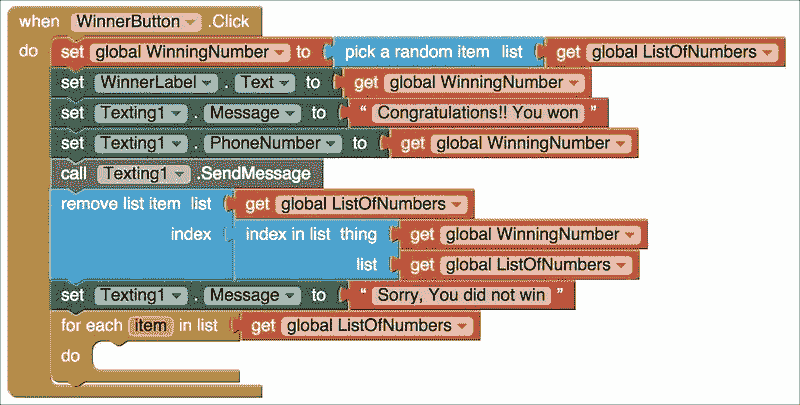 when WinnerButton .Click
do set global WinningNumber to pick a random item list get global ListOfNumbers
set WinnerLabel . Text to get global WinningNumber
set Texting1 . Message to " Congratulations!! You won "
set Texting1 . PhoneNumber to get global WinningNumber
call Texting1 .SendMessage
remove list item list get global ListOfNumbers
index index in list thing get global WinningNumber
list get global ListOfNumbers
set Texting1 . Message to " Sorry, You did not win "
for each item in list get global ListOfNumbers
do